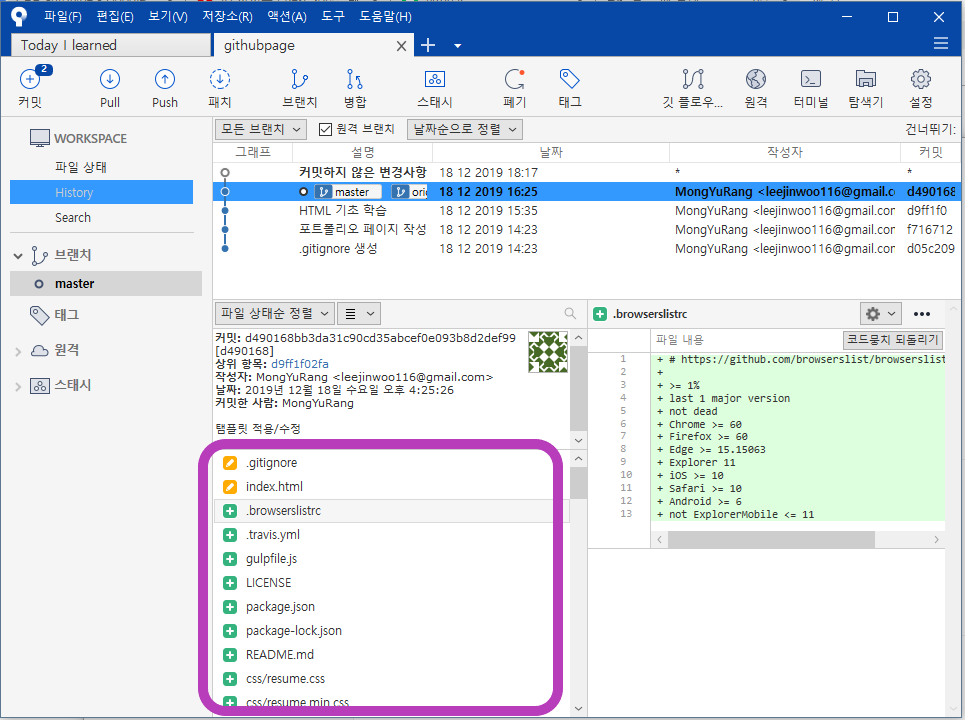 파일(F) 편집(E) 보기(V) 저장소(R) 액션(A) 도구 도움말(H)
Today I learned
githubpage
2
커밋 Pull Push 패치 브랜치 병합 스태시 폐기 태그 깃 플로우... 원격 터미널 탐색기 설정
WORKSPACE
파일 상태
History
Search
브랜치
master
태그
원격
스태시
모든 브랜치 원격 브랜치 날짜순으로 정렬 건너뛰기:
그래프 설명 날짜 작성자 커밋
커밋하지 않은 변경사항 18 12 2019 18:17 * *
master ori 18 12 2019 16:25 MongYuRang <leejinwoo116@gmail.c d490168
HTML 기초 학습 18 12 2019 15:35 MongYuRang <leejinwoo116@gmail.con d9ff1f0
포트폴리오 페이지 작성 18 12 2019 14:23 MongYuRang <leejinwoo116@gmail.con f716712
.gitignore 생성 18 12 2019 14:23 MongYuRang <leejinwoo116@gmail.con d05c209
파일 상태순 정렬
커밋: d490168bb3da31c90cd35abcef0e093b8d2def99
[d490168]
상위 항목: d9ff1f02fa
작성자: MongYuRang <leejinwoo116@gmail.com>
날짜: 2019년 12월 18일 수요일 오후 4:25:26
커밋한 사람: MongYuRang
탬플릿 적용/수정
.gitignore
index.html
.browserslistrc
.travis.yml
gulpfile.js
LICENSE
package.json
package-lock.json
README.md
css/resume.css
css/resume.min.css
.browserslistrc
파일 내용 코드뭉치 되돌리기
1 + # https://github.com/browserslist/browserslist
2 +
3 + >= 1%
4 + last 1 major version
5 + not dead
6 + Chrome >= 60
7 + Firefox >= 60
8 + Edge >= 15.15063
9 + Explorer 11
10 + iOS >= 10
11 + Safari >= 10
12 + Android >= 6
13 + not ExplorerMobile <= 11